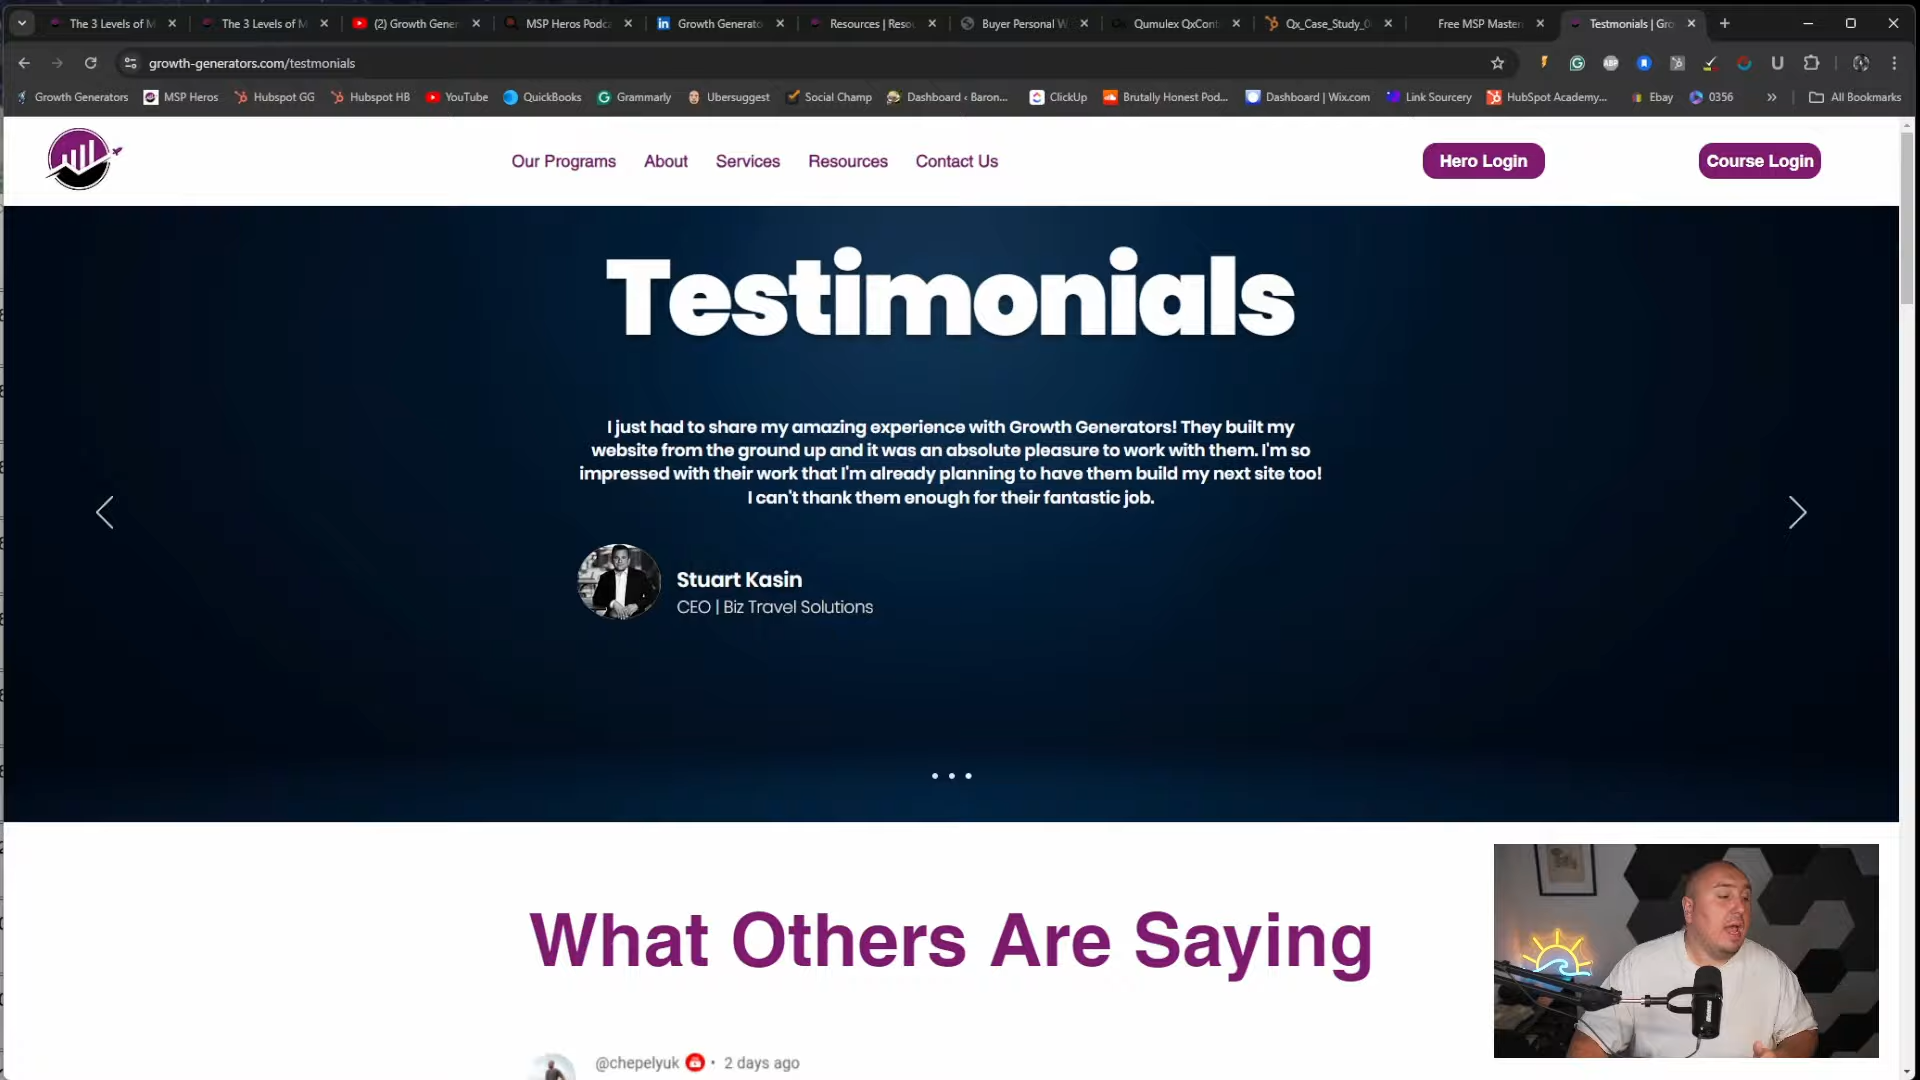 The 3 Levels of M
The 3 Levels of M
(2) Growth Gener
MSP Heros Podca
Growth Generato
Resources | Reso
Buyer Personal W
Qumulex QxCont
Qx_Case_Study_0
Free MSP Master
Testmonials | Gro
growth-generators.com/testmonials
Growth Generators
MSP Heros
Hubspot GG
Hubspot HB
YouTube
QuickBooks
Grammarly
Ubersuggest
Social Champ
Dashboard ‹ Baron...
ClickUp
Brutally Honest Pod...
Dashboard | Wix.com
Link Sourcery
HubSpot Academy...
Ebay
0356
»
All Bookmarks
Our Programs
About
Services
Resources
Contact Us
Hero Login
Course Login
Testimonials
I just had to share my amazing experience with Growth Generators! They built my
website from the ground up and it was an absolute pleasure to work with them. I'm so
impressed with their work that I'm already planning to have them build my next site too!
I can't thank them enough for their fantastic job.
Stuart Kasin
CEO | Biz Travel Solutions
What Others Are Saying
@chepelyuk • 2 days ago